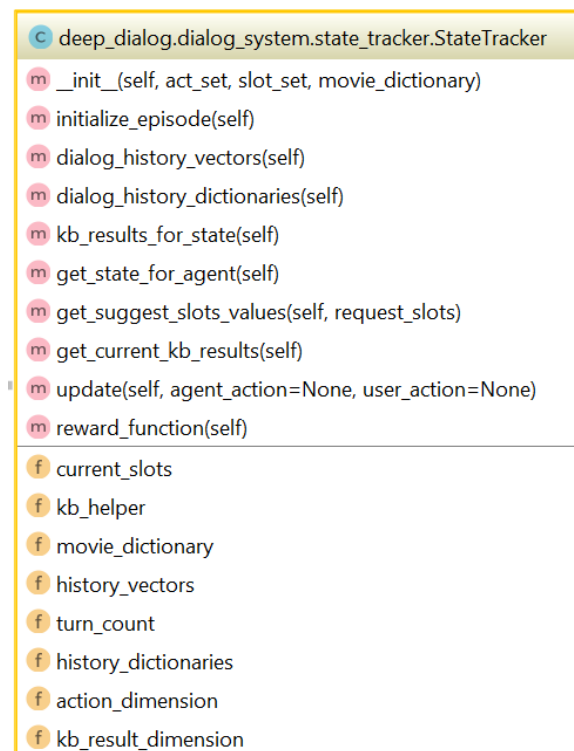 C deep_dialog.dialog_system.state_tracker.StateTracker
m __init__(self, act_set, slot_set, movie_dictionary)
m initialize_episode(self)
m dialog_history_vectors(self)
m dialog_history_dictionaries(self)
m kb_results_for_state(self)
m get_state_for_agent(self)
m get_suggest_slots_values(self, request_slots)
m get_current_kb_results(self)
m update(self, agent_action=None, user_action=None)
m reward_function(self)
f current_slots
f kb_helper
f movie_dictionary
f history_vectors
f turn_count
f history_dictionaries
f action_dimension
f kb_result_dimension